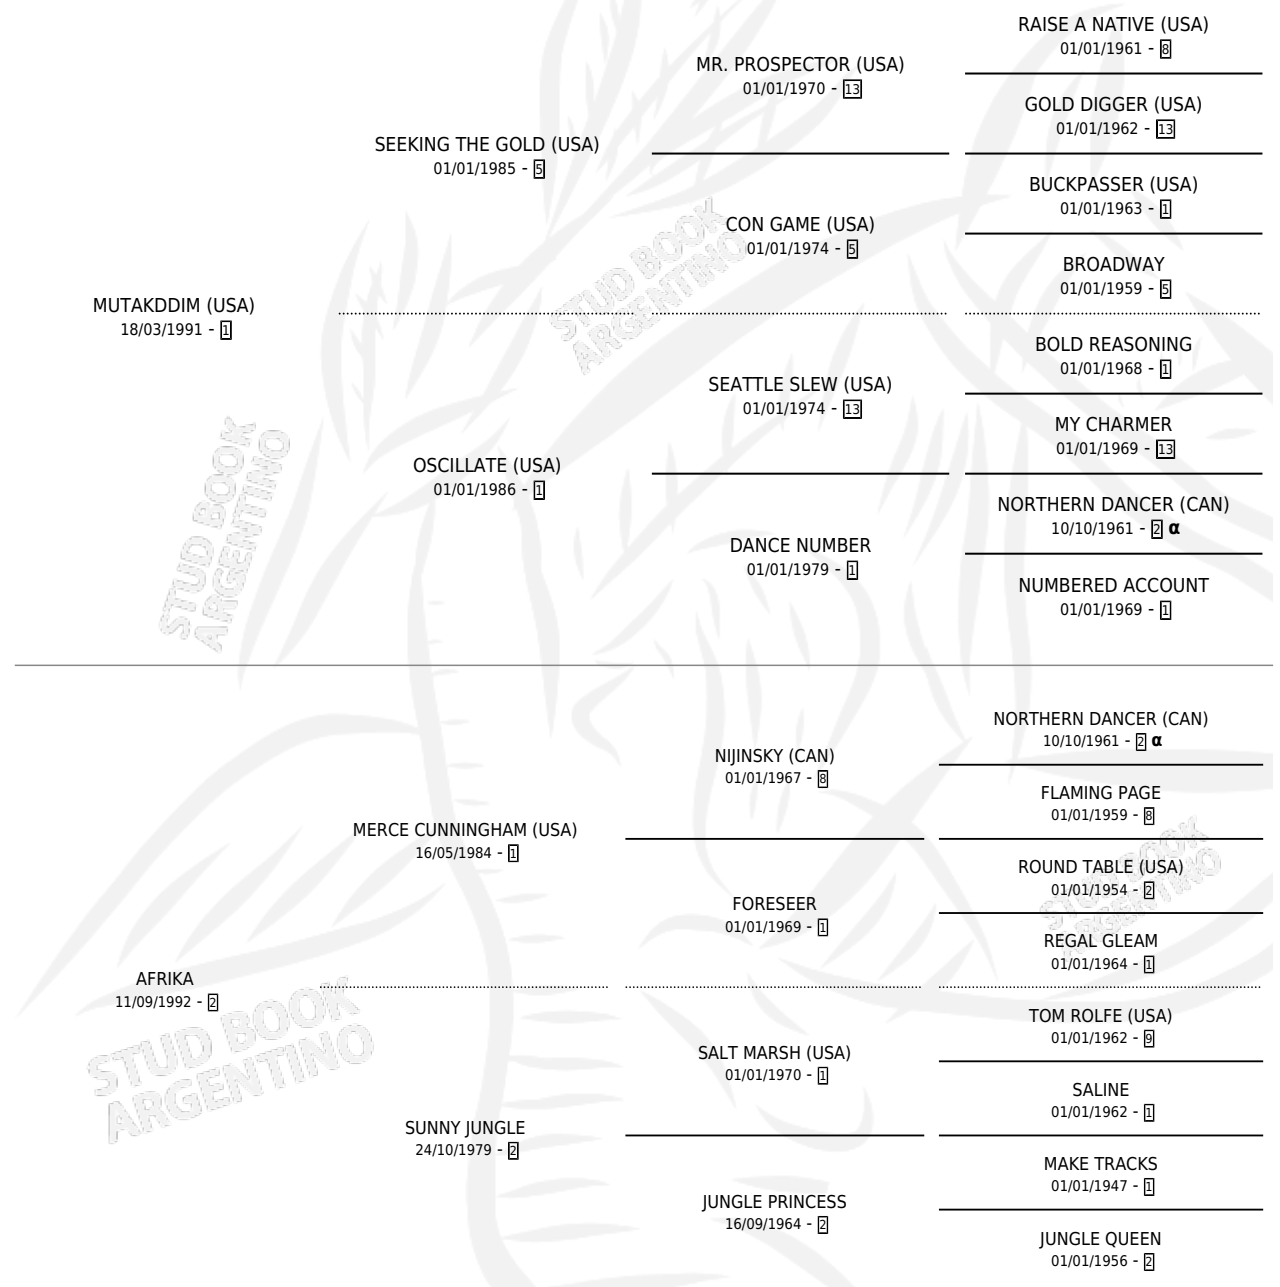 RAISE A NATIVE (USA)
01/01/1961 - 8
MR. PROSPECTOR (USA)
01/01/1970 - 13
GOLD DIGGER (USA)
01/01/1962 - 13
SEEKING THE GOLD (USA)
01/01/1985 - 5
BUCKPASSER (USA)
01/01/1963 - 1
CON GAME (USA)
01/01/1974 - 5
BROADWAY
01/01/1959 - 5
MUTAKDDIM (USA)
18/03/1991 - 1
BOLD REASONING
01/01/1968 - 1
SEATTLE SLEW (USA)
01/01/1974 - 13
MY CHARMER
01/01/1969 - 13
OSCILLATE (USA)
01/01/1986 - 1
NORTHERN DANCER (CAN)
10/10/1961 - 2 α
DANCE NUMBER
01/01/1979 - 1
NUMBERED ACCOUNT
01/01/1969 - 1
NORTHERN DANCER (CAN)
10/10/1961 - 2 α
NIJINSKY (CAN)
01/01/1967 - 8
FLAMING PAGE
01/01/1959 - 8
MERCE CUNNINGHAM (USA)
16/05/1984 - 1
ROUND TABLE (USA)
01/01/1954 - 2
FORESEER
01/01/1969 - 1
REGAL GLEAM
01/01/1964 - 1
AFRIKA
11/09/1992 - 2
TOM ROLFE (USA)
01/01/1962 - 9
SALT MARSH (USA)
01/01/1970 - 1
SALINE
01/01/1962 - 1
SUNNY JUNGLE
24/10/1979 - 2
MAKE TRACKS
01/01/1947 - 1
JUNGLE PRINCESS
16/09/1964 - 2
JUNGLE QUEEN
01/01/1956 - 2
STUD BOOK
ARGENTINO
STUD BOOK
ARGENTINO
STUD BOOK
ARGENTINO
STUD BOOK
ARGENTINO